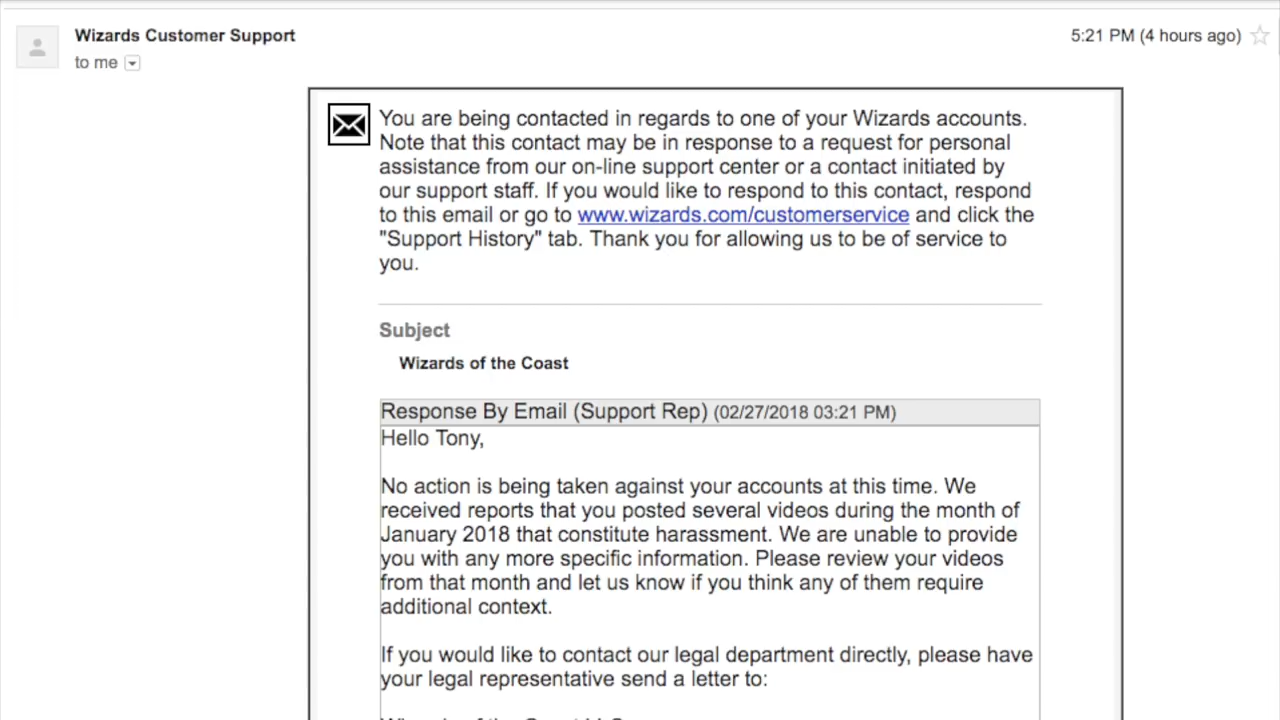 Wizards Customer Support
5:21 PM (4 hours ago)
to me
You are being contacted in regards to one of your Wizards accounts.
Note that this contact may be in response to a request for personal
assistance from our on-line support center or a contact initiated by
our support staff. If you would like to respond to this contact, respond
to this email or go to www.wizards.com/customerservice and click the
"Support History" tab. Thank you for allowing us to be of service to
you.
Subject
Wizards of the Coast
Response By Email (Support Rep) (02/27/2018 03:21 PM)
Hello Tony,
No action is being taken against your accounts at this time. We
received reports that you posted several videos during the month of
January 2018 that constitute harassment. We are unable to provide
you with any more specific information. Please review your videos
from that month and let us know if you think any of them require
additional context.
If you would like to contact our legal department directly, please have
your legal representative send a letter to: